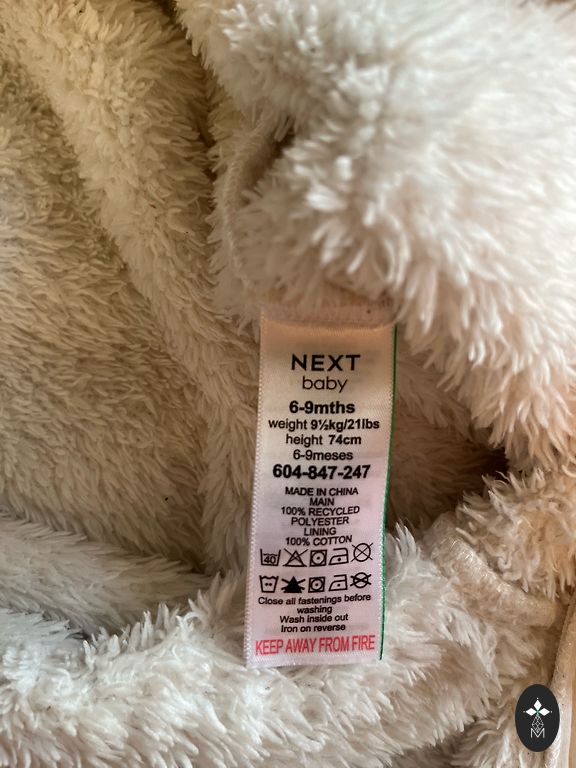 NEXT
baby
6-9mths
weight 9½kg/21lbs
height 74cm
6-9meses
604-847-247
MADE IN CHINA
MAIN
100% RECYCLED
POLYESTER
LINING
100% COTTON
40
Close all fastenings before
washing
Wash inside out
Iron on reverse
KEEP AWAY FROM FIRE
M